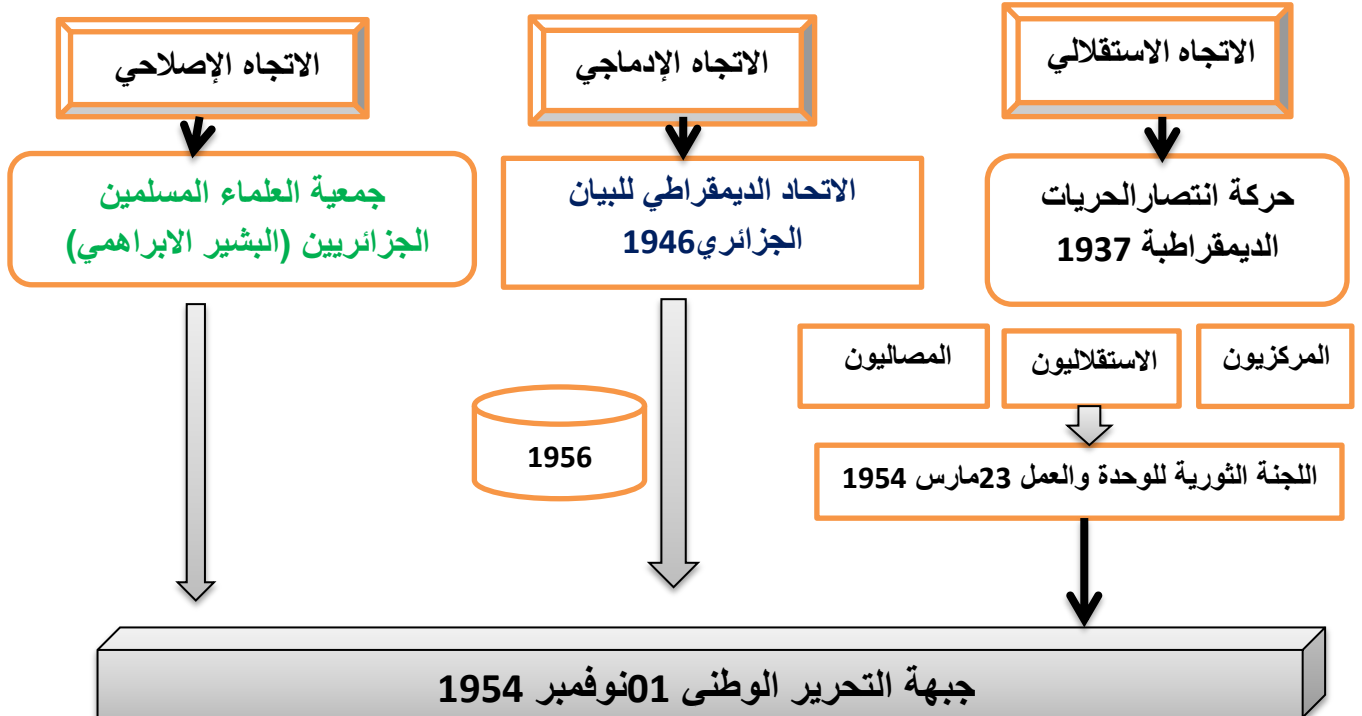 الاتجاه الاستقلالي
الاتجاه الإدماجي
الاتجاه الإصلاحي
حركة انتصارالحريات
الديمقراطبة 1937
الاتحاد الديمقراطي للبيان
الجزائري1946
جمعية العلماء المسلمين
الجزائريين (البشير الابراهمي)
المركزيون
الاستقلاليون
المصاليون
1956
اللجنة الثورية للوحدة والعمل 23مارس 1954
جبهة التحرير الوطنى 01نوفمبر 1954